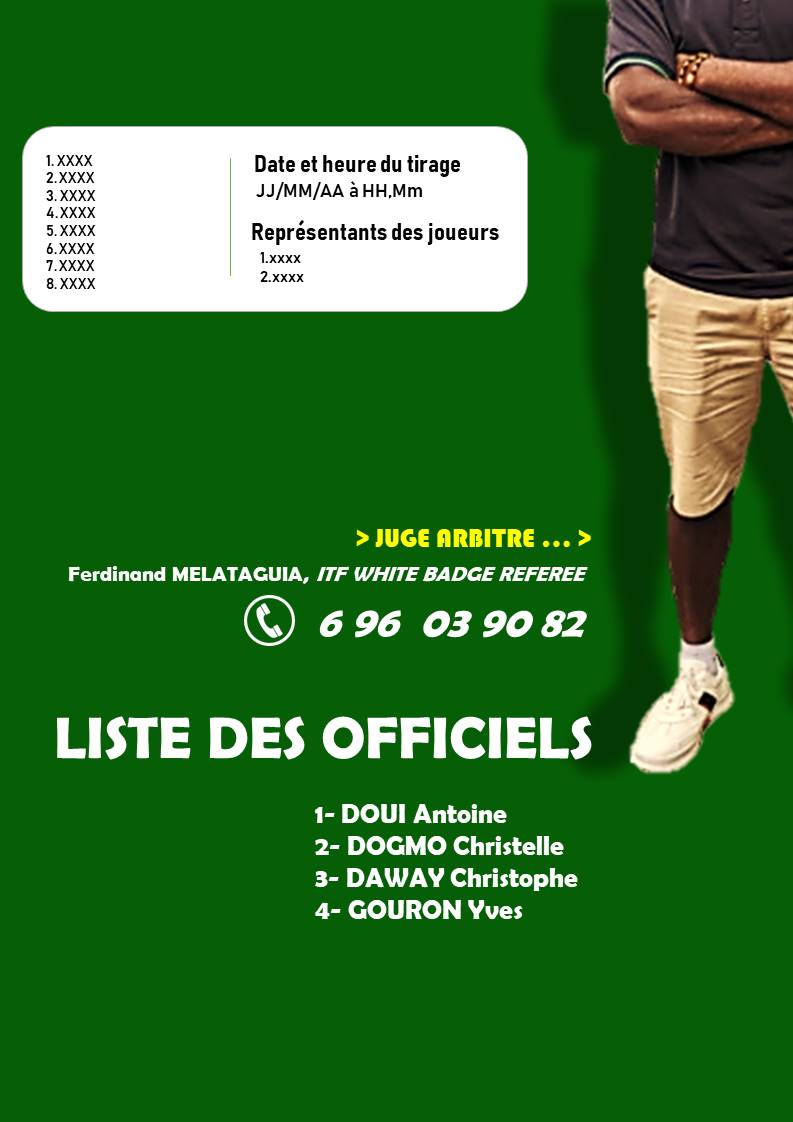 1. XXXX
2. XXXX
3. XXXX
4. XXXX
5. XXXX
6. XXXX
7. XXXX
8. XXXX
Date et heure du tirage
JJ/MM/AA à HH,Mm
Représentants des joueurs
1.xxxx
2.xxxx
> JUGE ARBITRE ... >
Ferdinand MELATAGUIA, ITF WHITE BADGE REFEREE
6 96 03 90 82
LISTE DES OFFICIELS
1- DOUI Antoine
2- DOGMO Christelle
3- DAWAY Christophe
4- GOURON Yves